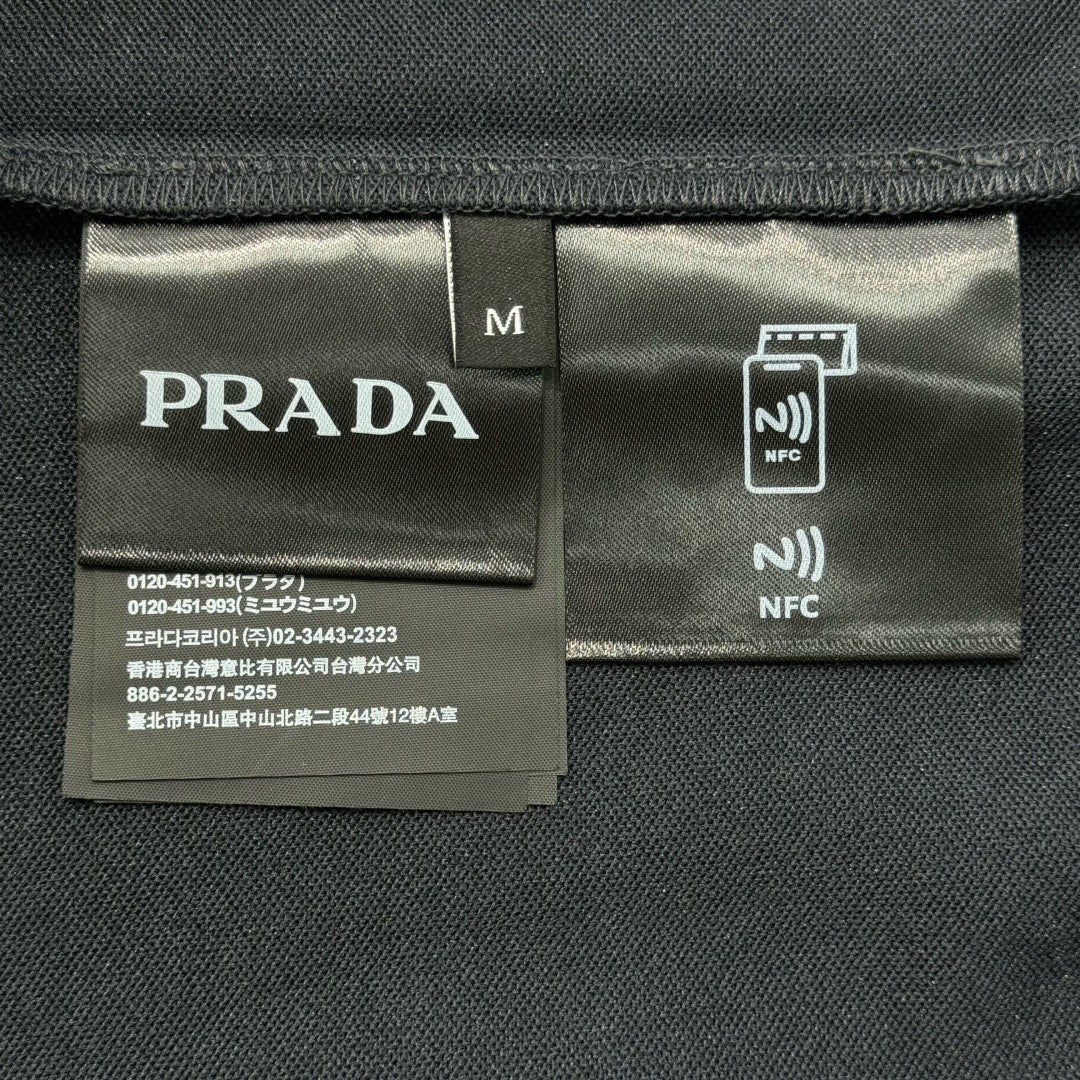 PRADA
M
NFC
NFC
0120-451-913(プラダ)
0120-451-993(ミユウミユウ)
프라다코리아 (주)02-3443-2323
香港商台灣意比有限公司台灣分公司
886-2-2571-5255
臺北市中山區中山北路二段44號12樓A室